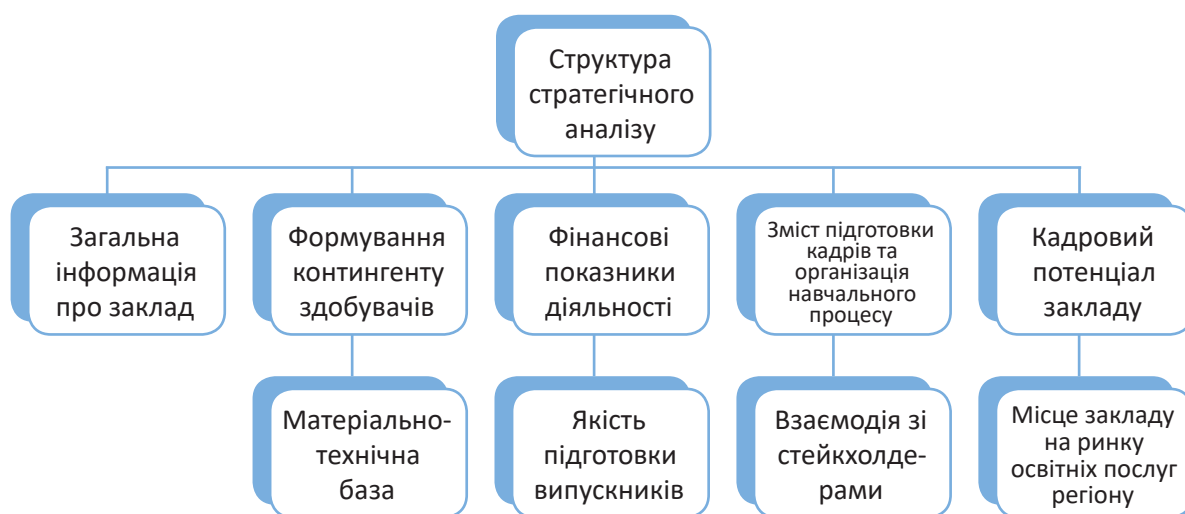 Структура
стратегічного
аналізу
Загальна
інформація
про заклад
Формування
контингенту
здобувачів
Фінансові
показники
діяльності
Зміст підготовки
кадрів та
організація
навчального
процесу
Кадровий
потенціал
закладу
Матеріально-
технічна
база
Якість
підготовки
випускників
Взаємодія зі
стейкхолде-
рами
Місце закладу
на ринку
освітніх послуг
регіону